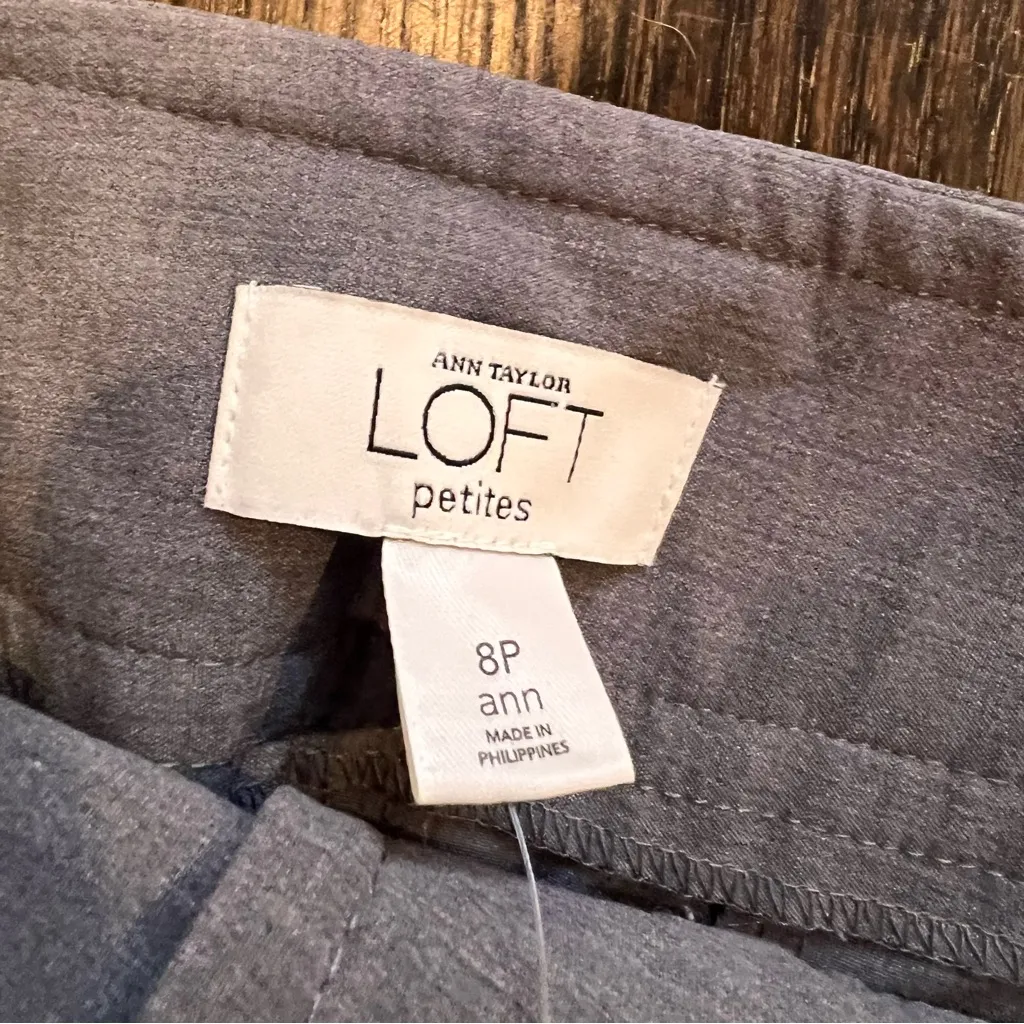 ANN TAYLOR
LOFT
petites
8P
ann
MADE IN
PHILIPPINES